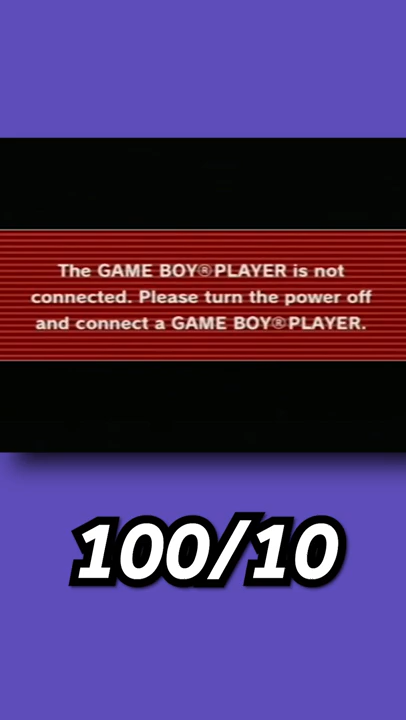 The GAME BOY®PLAYER is not
connected. Please turn the power off
and connect a GAME BOY®PLAYER.
100/10